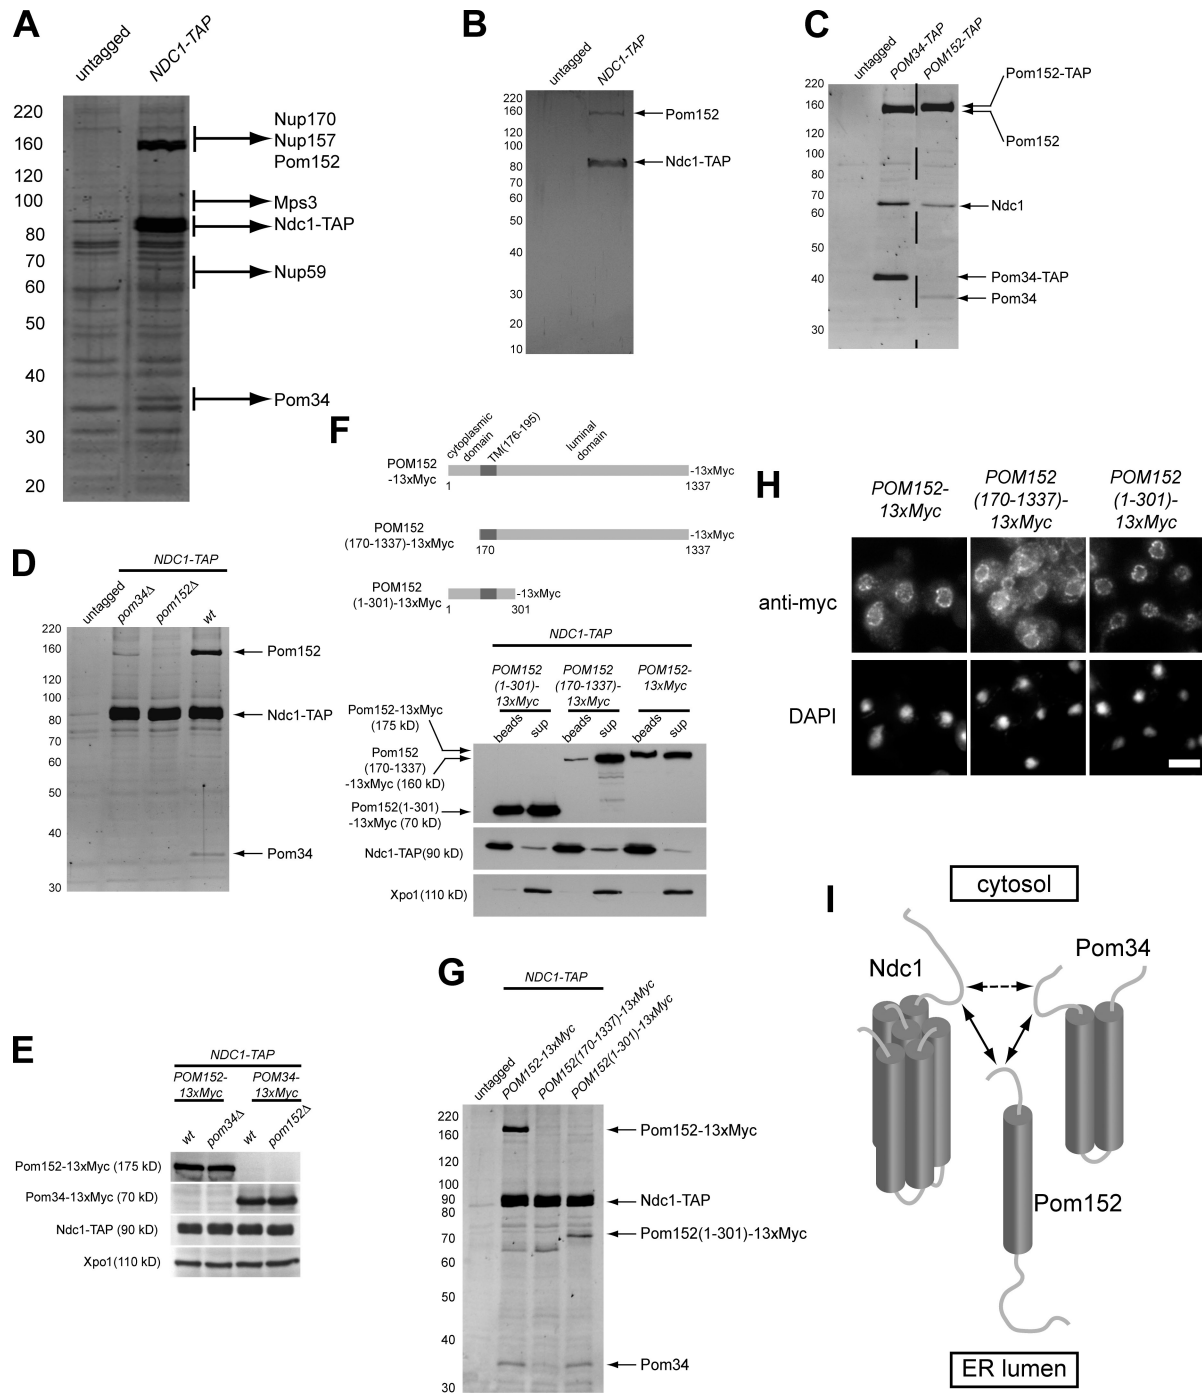 A
untagged
NDC1-TAP
220
160
120
100
80
70
60
50
40
30
20
Nup170
Nup157
Pom152
Mps3
Ndc1-TAP
Nup59
Pom34
B
untagged
NDC1-TAP
220
160
120
100
80
70
60
50
40
30
20
10
Pom152
Ndc1-TAP
C
untagged
POM34-TAP
POM152-TAP
220
160
120
100
80
70
60
50
40
30
Pom152-TAP
Pom152
Ndc1
Pom34-TAP
Pom34
D
NDC1-TAP
untagged
pom34Δ
pom152Δ
wt
220
160
120
100
80
70
60
50
40
30
Pom152
Ndc1-TAP
Pom34
E
NDC1-TAP
POM152-
13xMyc
POM34-
13xMyc
wt
pom34Δ
wt
pom152Δ
Pom152-13xMyc (175 kD)
Pom34-13xMyc (70 kD)
Ndc1-TAP (90 kD)
Xpo1(110 kD)
F
cytoplasmic
domain
TM(176-195)
luminal
domain
POM152
-13xMyc
-13xMyc
1
1337
POM152
(170-1337)-13xMyc
-13xMyc
170
1337
POM152
(1-301)-13xMyc
-13xMyc
1
301
NDC1-TAP
POM152
(1-301)-
13xMyc
POM152
(170-1337)-
13xMyc
POM152-
13xMyc
beads
sup
beads
sup
beads
sup
Pom152-13xMyc
(175 kD)
Pom152
(170-1337)
-13xMyc (160 kD)
Pom152(1-301)
-13xMyc (70 kD)
Ndc1-TAP(90 kD)
Xpo1(110 kD)
G
NDC1-TAP
untagged
POM152-13xMyc
POM152(170-1337)-13xMyc
POM152(1-301)-13xMyc
220
160
120
100
90
80
70
60
50
40
30
Pom152-13xMyc
Ndc1-TAP
Pom152(1-301)-13xMyc
Pom34
H
POM152-
13xMyc
POM152
(170-1337)-
13xMyc
POM152
(1-301)-
13xMyc
anti-myc
DAPI
I
cytosol
Ndc1
Pom34
Pom152
ER lumen